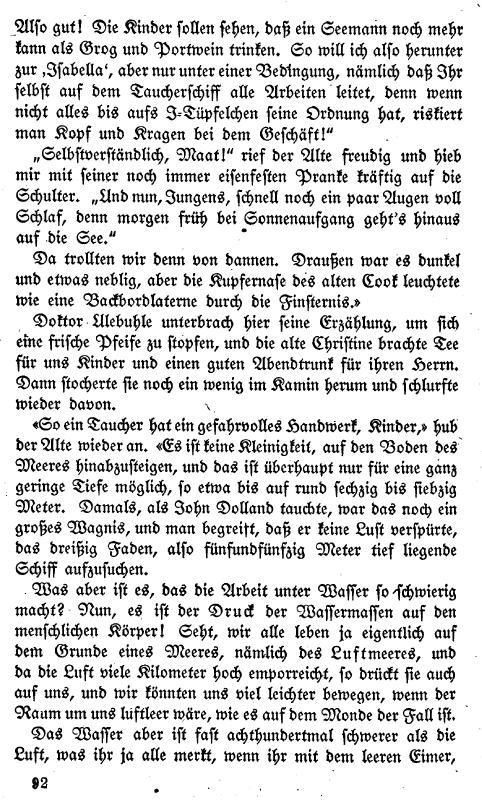 Also gut! Die Kinder sollen sehen, daß ein Seemann noch mehr
kann als Grog und Portwein trinken. So will ich also herunter
zur ‚Isabella‘, aber nur unter einer Bedingung, nämlich daß Ihr
selbst auf dem Taucherschiff alle Arbeiten leitet, denn wenn
nicht alles bis aufs I-Tüpfelchen seine Ordnung hat, riskiert
man Kopf und Kragen bei dem Geschäft!“
„Selbstverständlich, Maat!“ rief der Alte freudig und hieb
mir mit seiner noch immer eisenfesten Pranke kräftig auf die
Schulter. „Und nun, Jungens, schnell noch ein paar Augen voll
Schlaf, denn morgen früh bei Sonnenaufgang geht's hinaus
auf die See.“
Da trollten wir denn von dannen. Draußen war es dunkel
und etwas neblig, aber die Kupfernase des alten Cook leuchtete
wie eine Backbordlaterne durch die Finsternis.»
Doktor Ulebuhle unterbrach hier seine Erzählung, um sich
eine frische Pfeife zu stopfen, und die alte Christine brachte Tee
für uns Kinder und einen guten Abendtrunk für ihren Herrn.
Dann stocherte sie noch ein wenig im Kamin herum und schlurfte
wieder davon.
«So ein Taucher hat ein gefahrvolles Handwerk, Kinder,» hub
der Alte wieder an. «Es ist keine Kleinigkeit, auf den Boden des
Meeres hinabzusteigen, und das ist überhaupt nur für eine ganz
geringe Tiefe möglich, so etwa bis auf rund sechzig bis siebzig
Meter. Damals, als John Dolland tauchte, war das noch ein
großes Wagnis, und man begreift, daß er keine Luft verspürte,
das dreißig Faden, also fünfundfünfzig Meter tief liegende
Schiff aufzusuchen.
Was aber ist es, das die Arbeit unter Wasser so schwierig
macht? Nun, es ist der Druck der Wassermassen auf den
menschlichen Körper! Seht, wir alle leben ja eigentlich auf
dem Grunde eines Meeres, nämlich des Luftmeeres, und
da die Luft viele Kilometer hoch emporreicht, so drückt sie auch
auf uns, und wir könnten uns viel leichter bewegen, wenn der
Raum um uns luftleer wäre, wie es auf dem Monde der Fall ist.
Das Wasser aber ist fast achthundertmal schwerer als die
Luft, was ihr ja alle merkt, wenn ihr mit dem leeren Eimer,
92